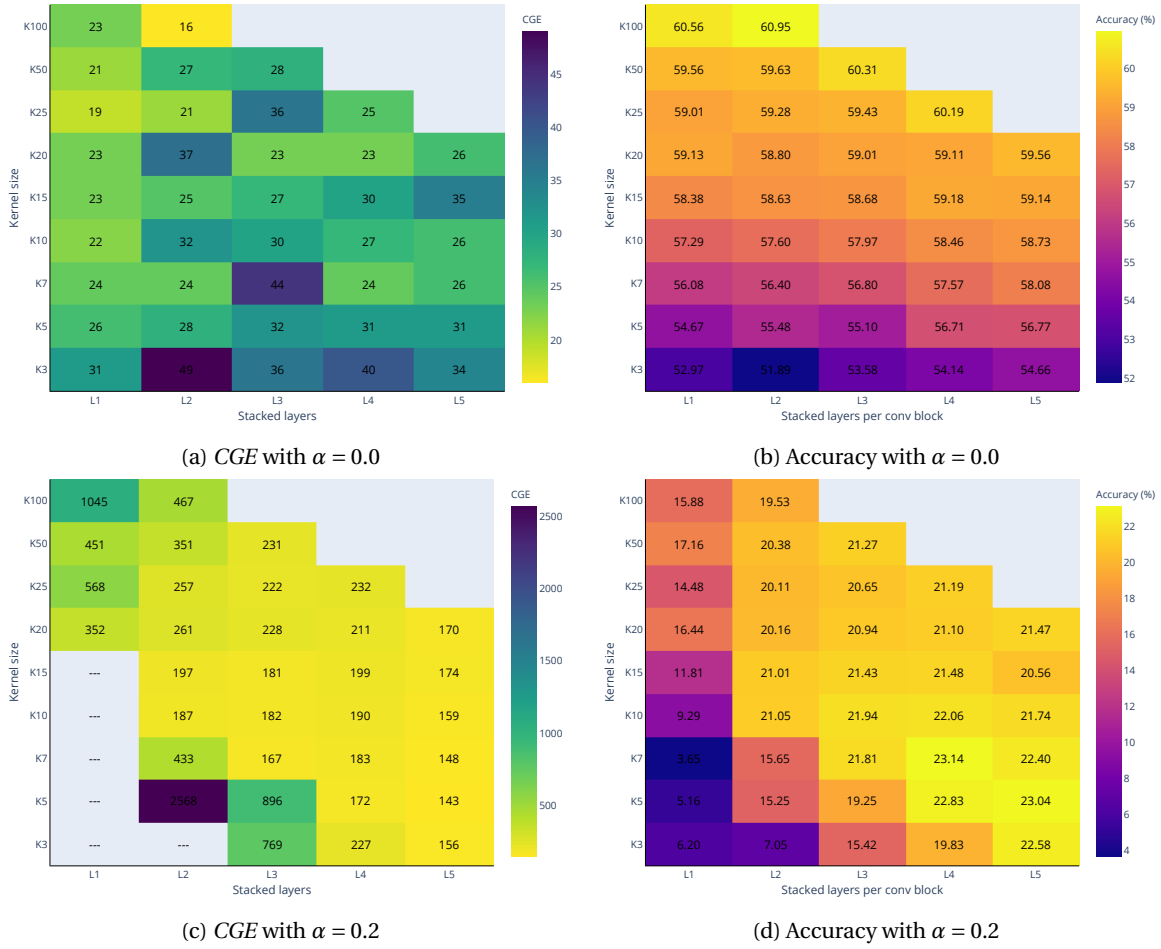 CGE
K100 23 16
K50 21 27 28
K25 19 21 36 25
K20 23 37 23 23 26
K15 23 25 27 30 35
K10 22 32 30 27 26
K7 24 24 44 24 26
K5 26 28 32 31 31
K3 31 49 36 40 34
L1 L2 L3 L4 L5
Kernel size
Stacked layers
45
40
35
30
25
20
(a) CGE with α = 0.0
Accuracy (%)
K100 60.56 60.95
K50 59.56 59.63 60.31
K25 59.01 59.28 59.43 60.19
K20 59.13 58.80 59.01 59.11 59.56
K15 58.38 58.63 58.68 59.18 59.14
K10 57.29 57.60 57.97 58.46 58.73
K7 56.08 56.40 56.80 57.57 58.08
K5 54.67 55.48 55.10 56.71 56.77
K3 52.97 51.89 53.58 54.14 54.66
L1 L2 L3 L4 L5
Kernel size
Stacked layers per conv block
60
59
58
57
56
55
54
53
52
(b) Accuracy with α = 0.0
CGE
K100 1045 467
K50 451 351 231
K25 568 257 222 232
K20 352 261 228 211 170
K15 --- 197 181 199 174
K10 --- 187 182 190 159
K7 --- 433 167 183 148
K5 --- 2568 896 172 143
K3 --- --- 769 227 156
L1 L2 L3 L4 L5
Kernel size
Stacked layers
2500
2000
1500
1000
500
(c) CGE with α = 0.2
Accuracy (%)
K100 15.88 19.53
K50 17.16 20.38 21.27
K25 14.48 20.11 20.65 21.19
K20 16.44 20.16 20.94 21.10 21.47
K15 11.81 21.01 21.43 21.48 20.56
K10 9.29 21.05 21.94 22.06 21.74
K7 3.65 15.65 21.81 23.14 22.40
K5 5.16 15.25 19.25 22.83 23.04
K3 6.20 7.05 15.42 19.83 22.58
L1 L2 L3 L4 L5
Kernel size
Stacked layers per conv block
22
20
18
16
14
12
10
8
6
4
(d) Accuracy with α = 0.2